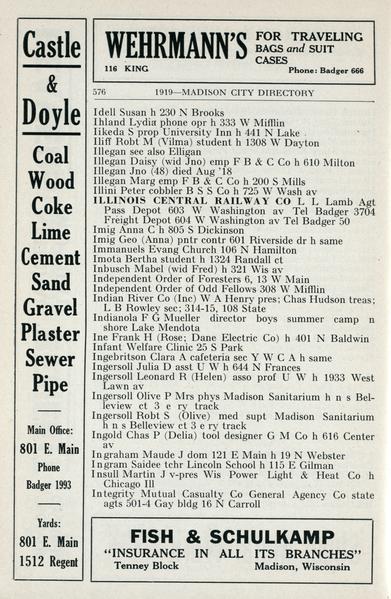 Castle
&
Doyle
Coal
Wood
Coke
Lime
Cement
Sand
Gravel
Plaster
Sewer
Pipe
Main Office:
801 E. Main
Phone
Badger 1993
Yards:
801 E. Main
1512 Regent
WEHRMANN'S
116 KING
FOR TRAVELING
BAGS and SUIT
CASES
Phone: Badger 666
576 1919—MADISON CITY DIRECTORY
Idell Susan h 230 N Brooks
Ihland Lydia phone opr h 333 W Mifflin
Iikeda S prop University Inn h 441 N Lake
Iliff Robt M (Vilma) student h 1308 W Dayton
Illegan see also Elligan
Illegan Daisy (wid Jno) emp F B & C Co h 610 Milton
Illegan Jno (48) died Aug '18
Illegan Marg emp F B & C Co h 200 S Mills
Illini Peter cobbler B S S Co h 725 W Wash av
ILLINOIS CENTRAL RAILWAY CO L L Lamb Agt
Pass Depot 603 W Washington av Tel Badger 3704
Freight Depot 604 W Washington av Tel Badger 50
Imig Anna C h 805 S Dickinson
Imig Geo (Anna) pntr contr 601 Riverside dr h same
Immanuels Evang Church 106 N Hamilton
Imota Bertha student h 1324 Randall ct
Inbusch Mabel (wid Fred) h 321 Wis av
Independent Order of Foresters 6, 13 W Main
Independent Order of Odd Fellows 308 W Mifflin
Indian River Co (Inc) W A Henry pres; Chas Hudson treas;
L B Rowley sec; 314-15, 108 State
Indianola F G Mueller director boys summer camp n
shore Lake Mendota
Ine Frank H (Rose; Dane Electric Co) h 401 N Baldwin
Infant Welfare Clinic 25 S Park
Ingebritson Clara A cafeteria sec Y W C A h same
Ingersoll Julia D asst U W h 644 N Frances
Ingersoll Leonard R (Helen) asso prof U W h 1933 West
Lawn av
Ingersoll Olive P Mrs phys Madison Sanitarium h n s Bel-
leview ct 3 e ry track
Ingersoll Robt S (Olive) med supt Madison Sanitarium
h n s Belleview ct 3 e ry track
Ingold Chas P (Delia) tool designer G M Co h 616 Center
av
Ingraham Maude J dom 121 E Main h 19 N Webster
Ingram Saidee tchr Lincoln School h 115 E Gilman
Insull Martin J v-pres Wis Power Light & Heat Co h
Chicago Ill
Integrity Mutual Casualty Co General Agency Co state
agts 501-4 Gay bldg 16 N Carroll
FISH & SCHULKAMP
"INSURANCE IN ALL ITS BRANCHES"
Tenney Block Madison, Wisconsin